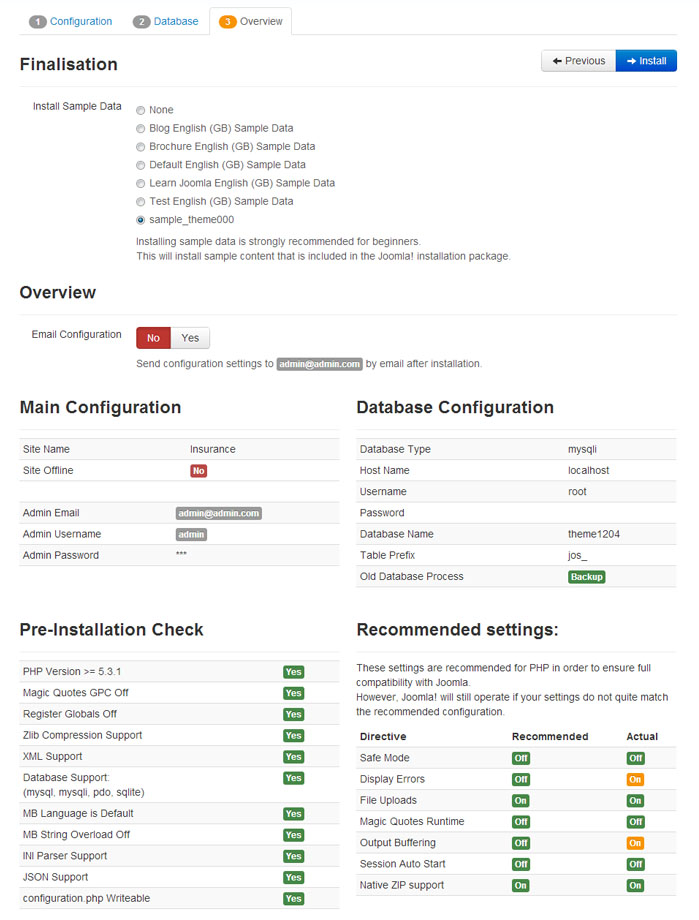 1 Configuration 2 Database 3 Overview
Finalisation
Previous Install
Install Sample Data
None
Blog English (GB) Sample Data
Brochure English (GB) Sample Data
Default English (GB) Sample Data
Learn Joomla English (GB) Sample Data
Test English (GB) Sample Data
sample_theme000
Installing sample data is strongly recommended for beginners.
This will install sample content that is included in the Joomla! installation package.
Overview
Email Configuration No Yes
Send configuration settings to admin@admin.com by email after installation.
Main Configuration
Site Name Insurance
Site Offline No
Admin Email admin@admin.com
Admin Username admin
Admin Password ***
Database Configuration
Database Type mysqli
Host Name localhost
Username root
Password
Database Name theme1204
Table Prefix jos_
Old Database Process Backup
Pre-Installation Check
PHP Version >= 5.3.1 Yes
Magic Quotes GPC Off Yes
Register Globals Off Yes
Zlib Compression Support Yes
XML Support Yes
Database Support: Yes
(mysql, mysqli, pdo, sqlite)
MB Language is Default Yes
MB String Overload Off Yes
INI Parser Support Yes
JSON Support Yes
configuration.php Writeable Yes
Recommended settings:
These settings are recommended for PHP in order to ensure full
compatibility with Joomla.
However, Joomla! will still operate if your settings do not quite match
the recommended configuration.
Directive Recommended Actual
Safe Mode Off Off
Display Errors Off On
File Uploads On On
Magic Quotes Runtime Off Off
Output Buffering Off On
Session Auto Start Off Off
Native ZIP support On On